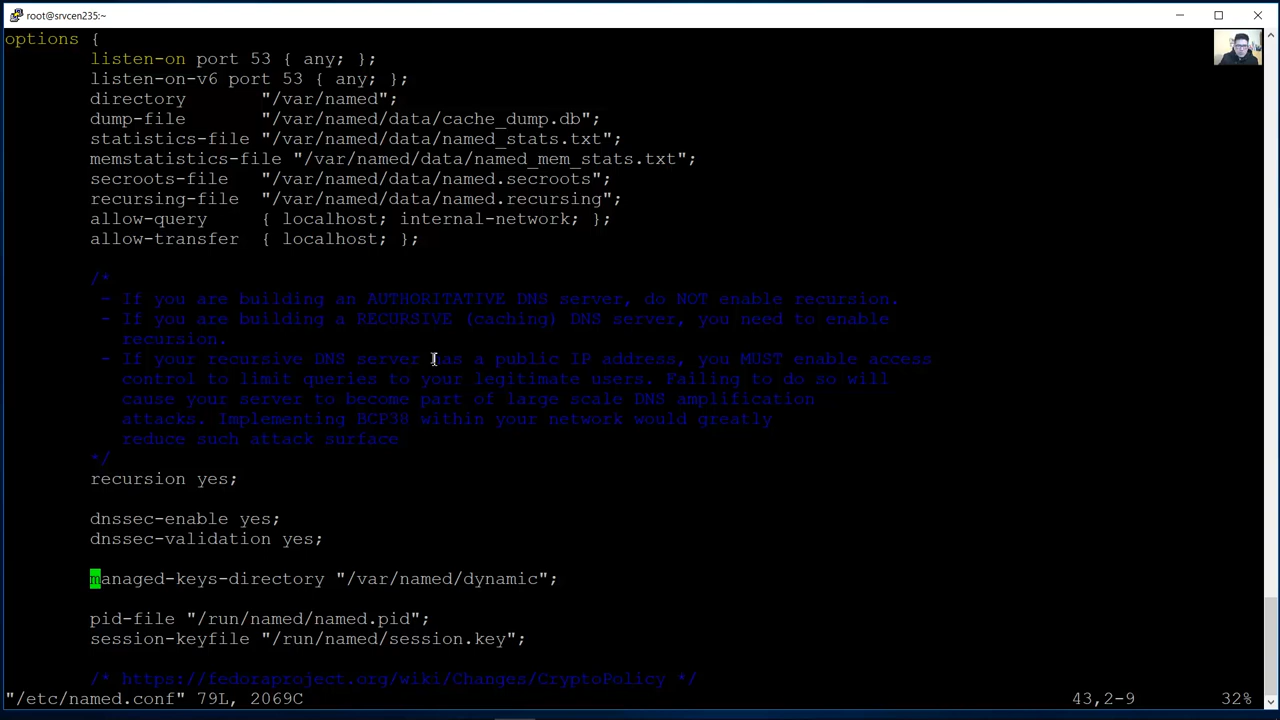 root@srvcen235:~
options {
listen-on port 53 { any; };
listen-on-v6 port 53 { any; };
directory "/var/named";
dump-file "/var/named/data/cache_dump.db";
statistics-file "/var/named/data/named_stats.txt";
memstatistics-file "/var/named/data/named_mem_stats.txt";
secroots-file "/var/named/data/named.secroots";
recursing-file "/var/named/data/named.recursing";
allow-query { localhost; internal-network; };
allow-transfer { localhost; };
/*
- If you are building an AUTHORITATIVE DNS server, do NOT enable recursion.
- If you are building a RECURSIVE (caching) DNS server, you need to enable
recursion.
- If your recursive DNS server has a public IP address, you MUST enable access
control to limit queries to your legitimate users. Failing to do so will
cause your server to become part of large scale DNS amplification
attacks. Implementing BCP38 within your network would greatly
reduce such attack surface
*/
recursion yes;
dnssec-enable yes;
dnssec-validation yes;
managed-keys-directory "/var/named/dynamic";
pid-file "/run/named/named.pid";
session-keyfile "/run/named/session.key";
/* https://fedoraproject.org/wiki/Changes/CryptoPolicy */
"/etc/named.conf" 79L, 2069C 43,2-9 32%